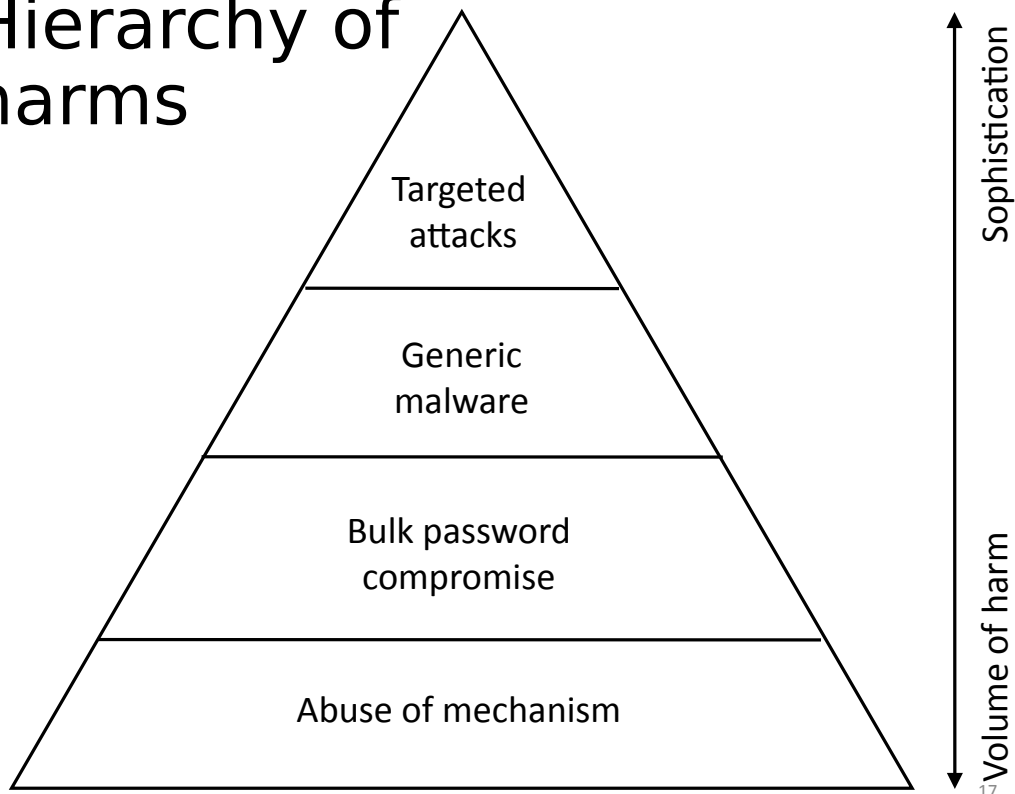 Hierarchy of
harms
Targeted
attacks
Generic
malware
Bulk password
compromise
Abuse of mechanism
Sophistication
Volume of harm
17